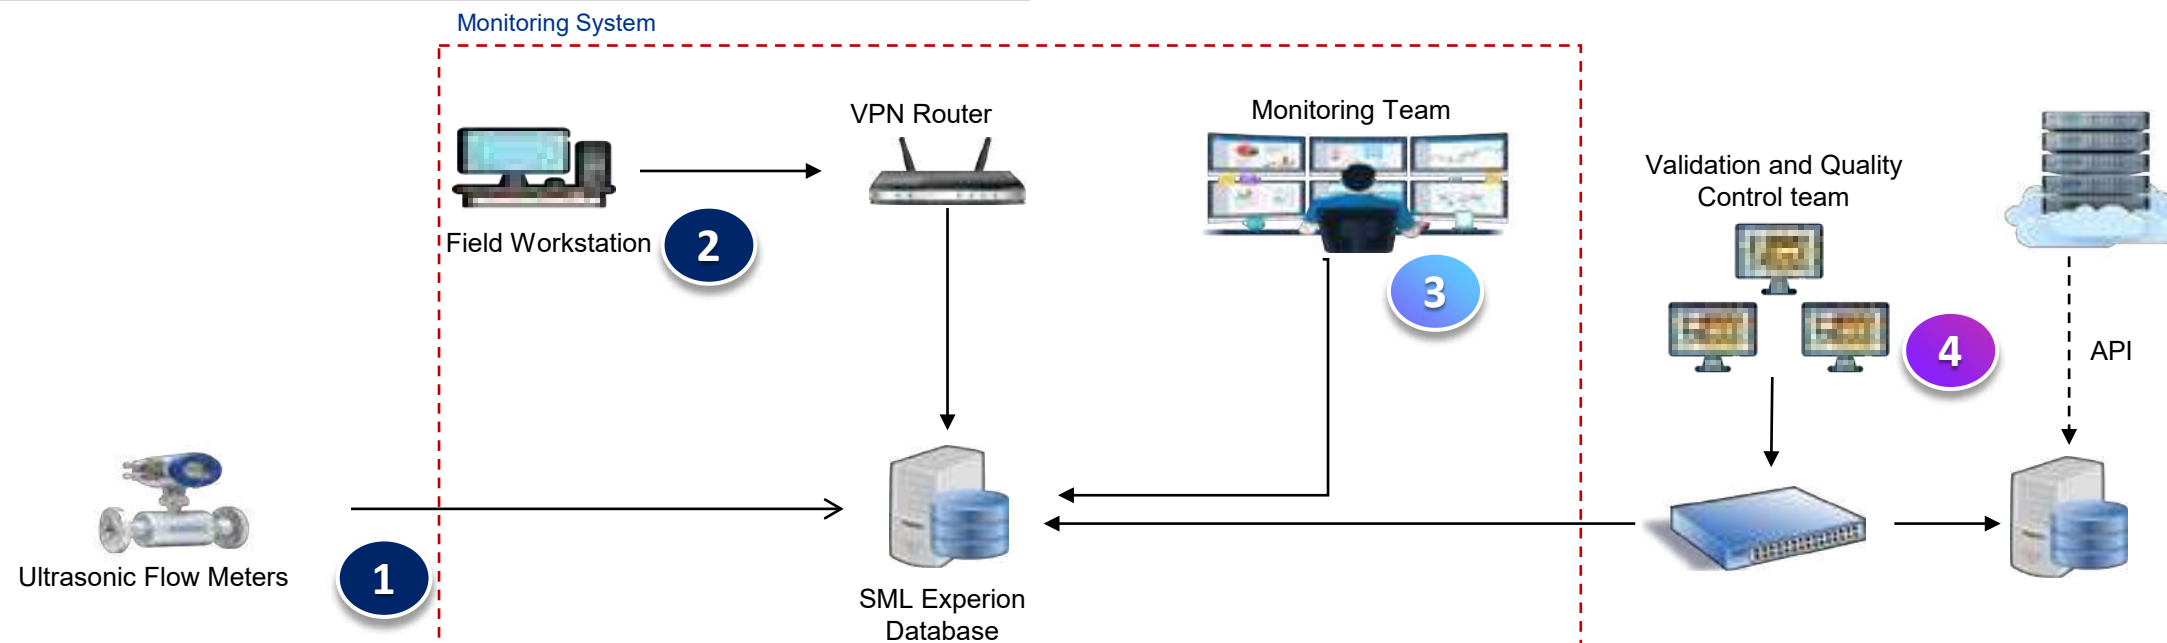 Monitoring System
VPN Router
Monitoring Team
Validation and Quality
Control team
Field Workstation
2
3
4
API
Ultrasonic Flow Meters
1
SML Experion
Database